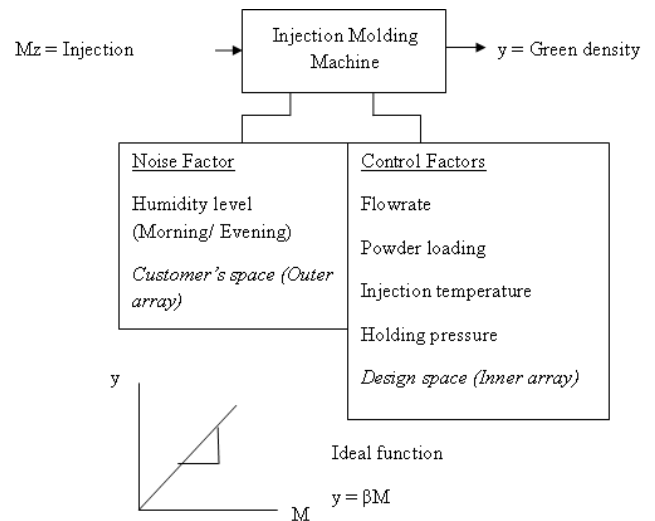 Mz = Injection
Injection Molding
Machine
y = Green density
Noise Factor
Humidity level
(Morning/ Evening)
Customer's space (Outer
array)
Control Factors
Flowrate
Powder loading
Injection temperature
Holding pressure
Design space (Inner array)
y
M
Ideal function
y = βM